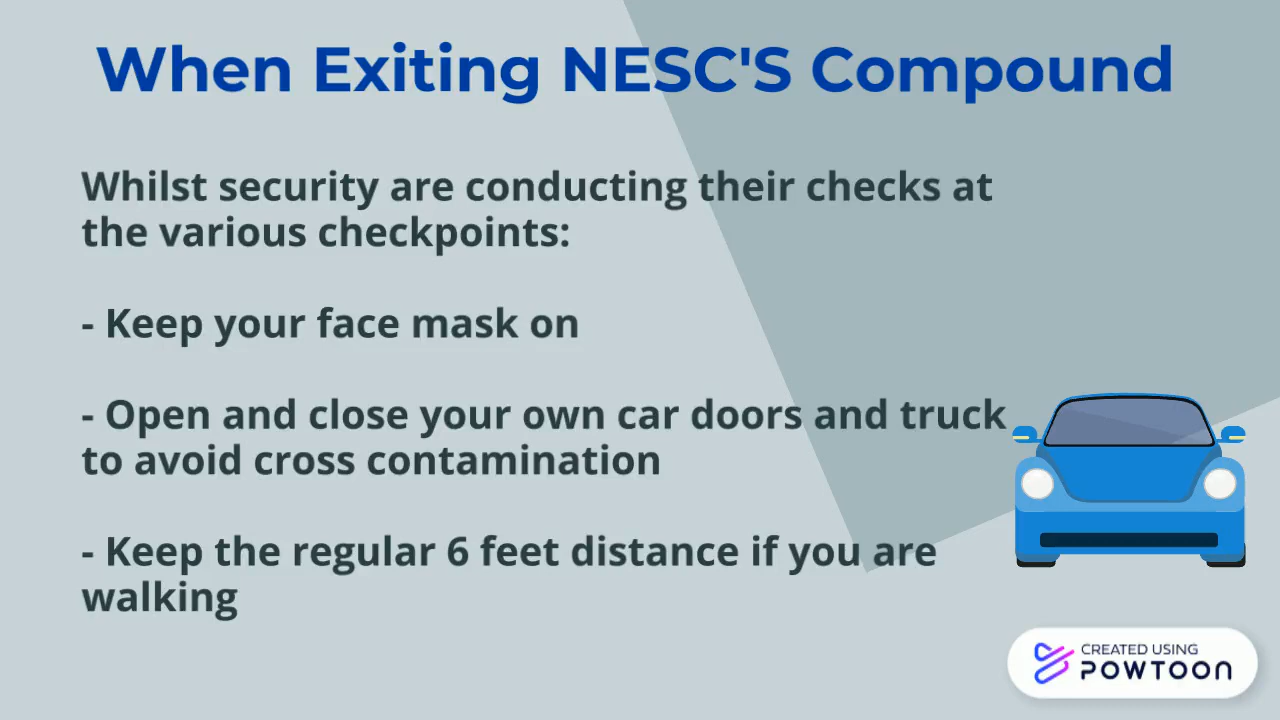 When Exiting NESC'S Compound
Whilst security are conducting their checks at
the various checkpoints:
- Keep your face mask on
- Open and close your own car doors and truck
to avoid cross contamination
- Keep the regular 6 feet distance if you are
walking
CREATED USING
POWTOON